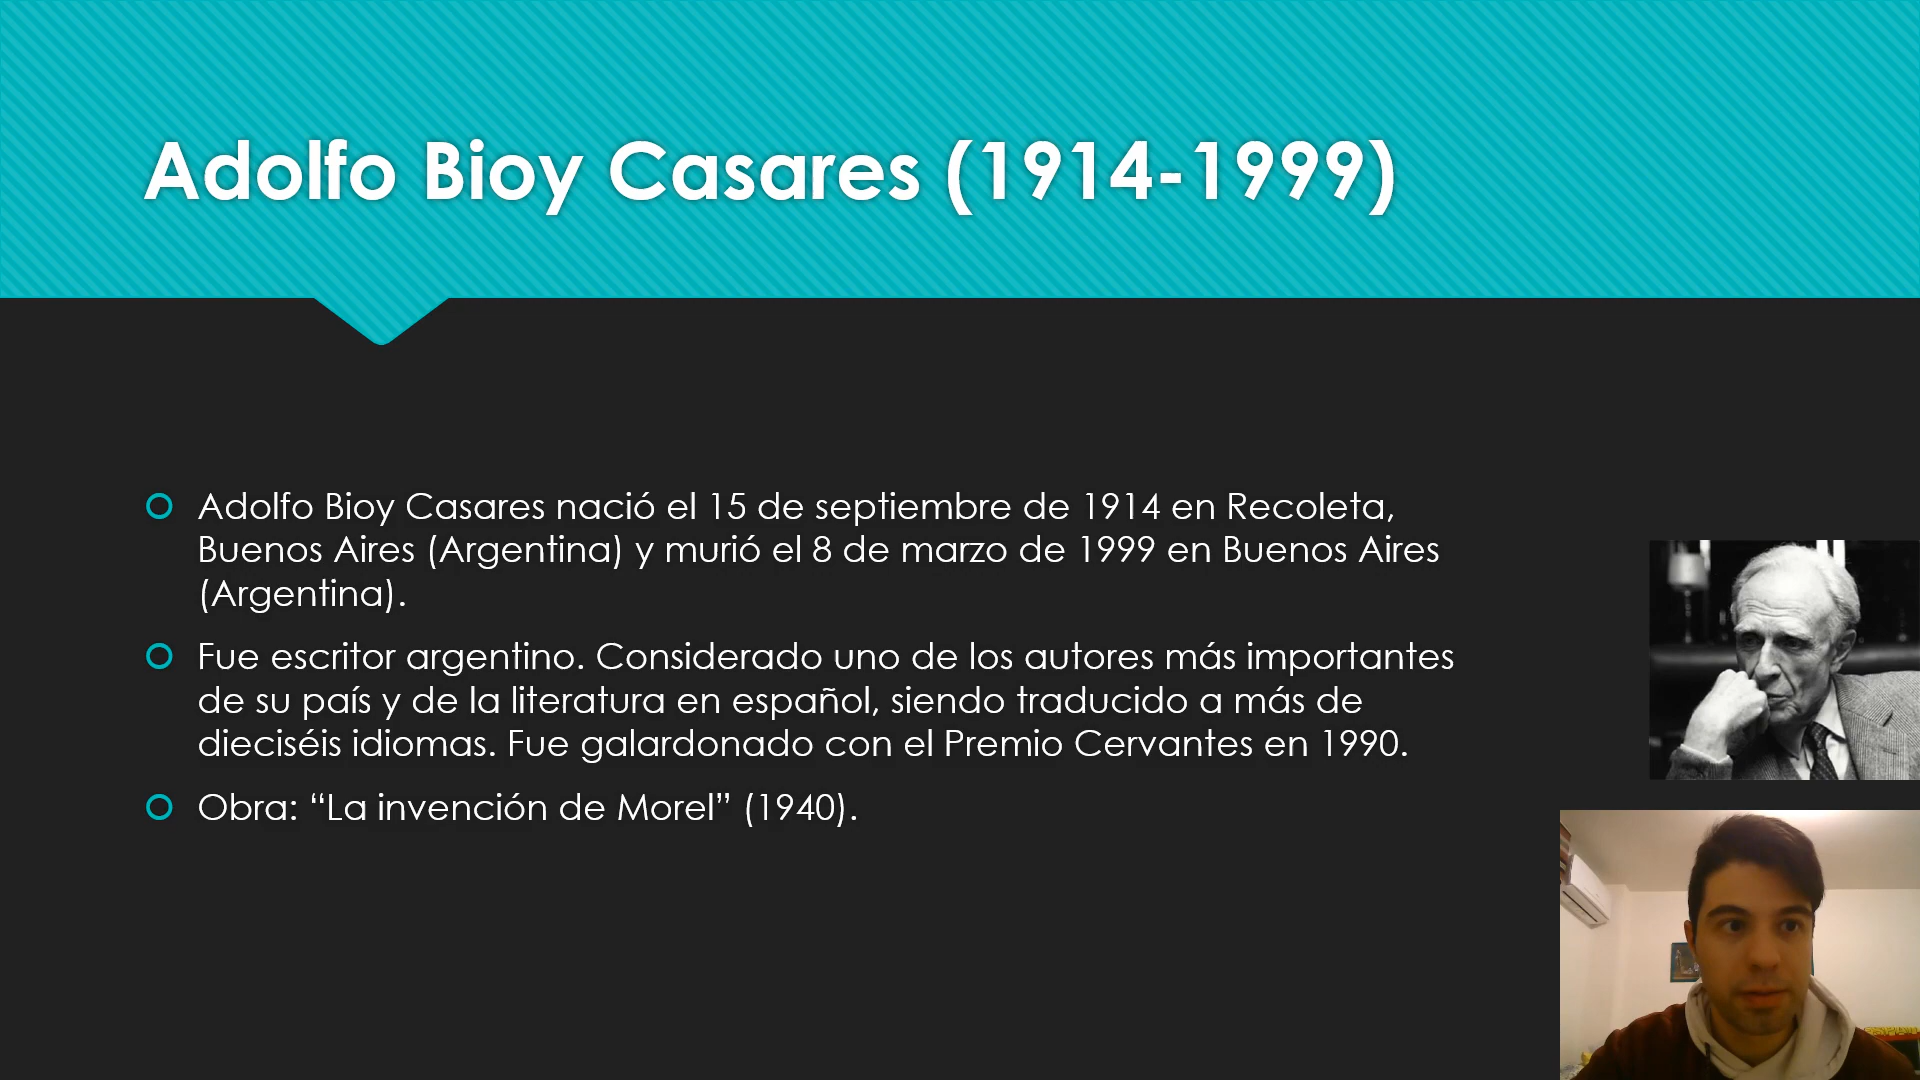 Adolfo Bioy Casares (1914-1999)
Adolfo Bioy Casares nació el 15 de septiembre de 1914 en Recoleta,
Buenos Aires (Argentina) y murió el 8 de marzo de 1999 en Buenos Aires
(Argentina).
Fue escritor argentino. Considerado uno de los autores más importantes
de su país y de la literatura en español, siendo traducido a más de
dieciséis idiomas. Fue galardonado con el Premio Cervantes en 1990.
Obra: “La invención de Morel” (1940).